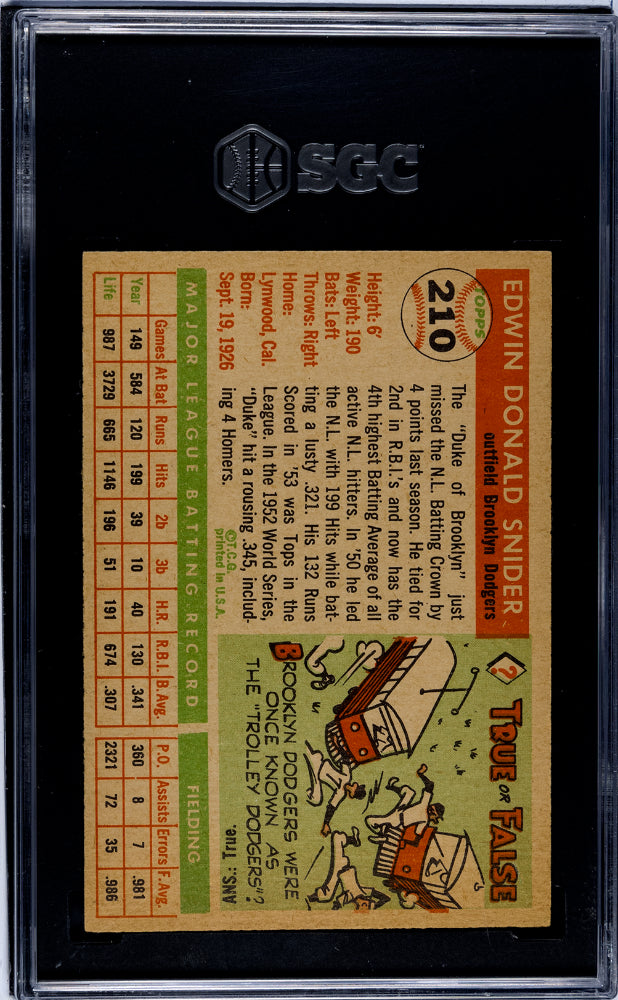 SGC
TOPPS
210
EDWIN DONALD SNIDER
outfield Brooklyn Dodgers
Height: 6'
Weight: 190
Bats: Left
Throws: Right
Home:
Lynwood, Cal.
Born:
Sept. 19, 1926
The "Duke of Brooklyn" just
missed the N.L. Batting Crown by
4 points last season. He tied for
2nd in R.B.I.'s and now has the
4th highest Batting Average of all
active N.L. hitters. In '50 he led
the N.L. with 199 Hits while bat-
ting a lusty .321. His 132 Runs
Scored in '53 was Tops in the
League. In the 1952 World Series,
"Duke" hit a rousing .345, includ-
ing 4 Homers.
©T.C.G.
printed in U.S.A.
?
TRUE OR FALSE
BROOKLYN DODGERS WERE
ONCE KNOWN AS
THE "TROLLEY DODGERS"?
ANS: True.
MAJOR LEAGUE BATTING RECORD FIELDING
Games At Bat Runs Hits 2b 3b H.R. R.B.I. B.Avg. P.O. Assists Errors F.Avg.
Year 149 584 120 199 39 10 40 130 .341 360 8 7 .981
Life 987 3729 665 1146 196 51 191 674 .307 2321 72 35 .986